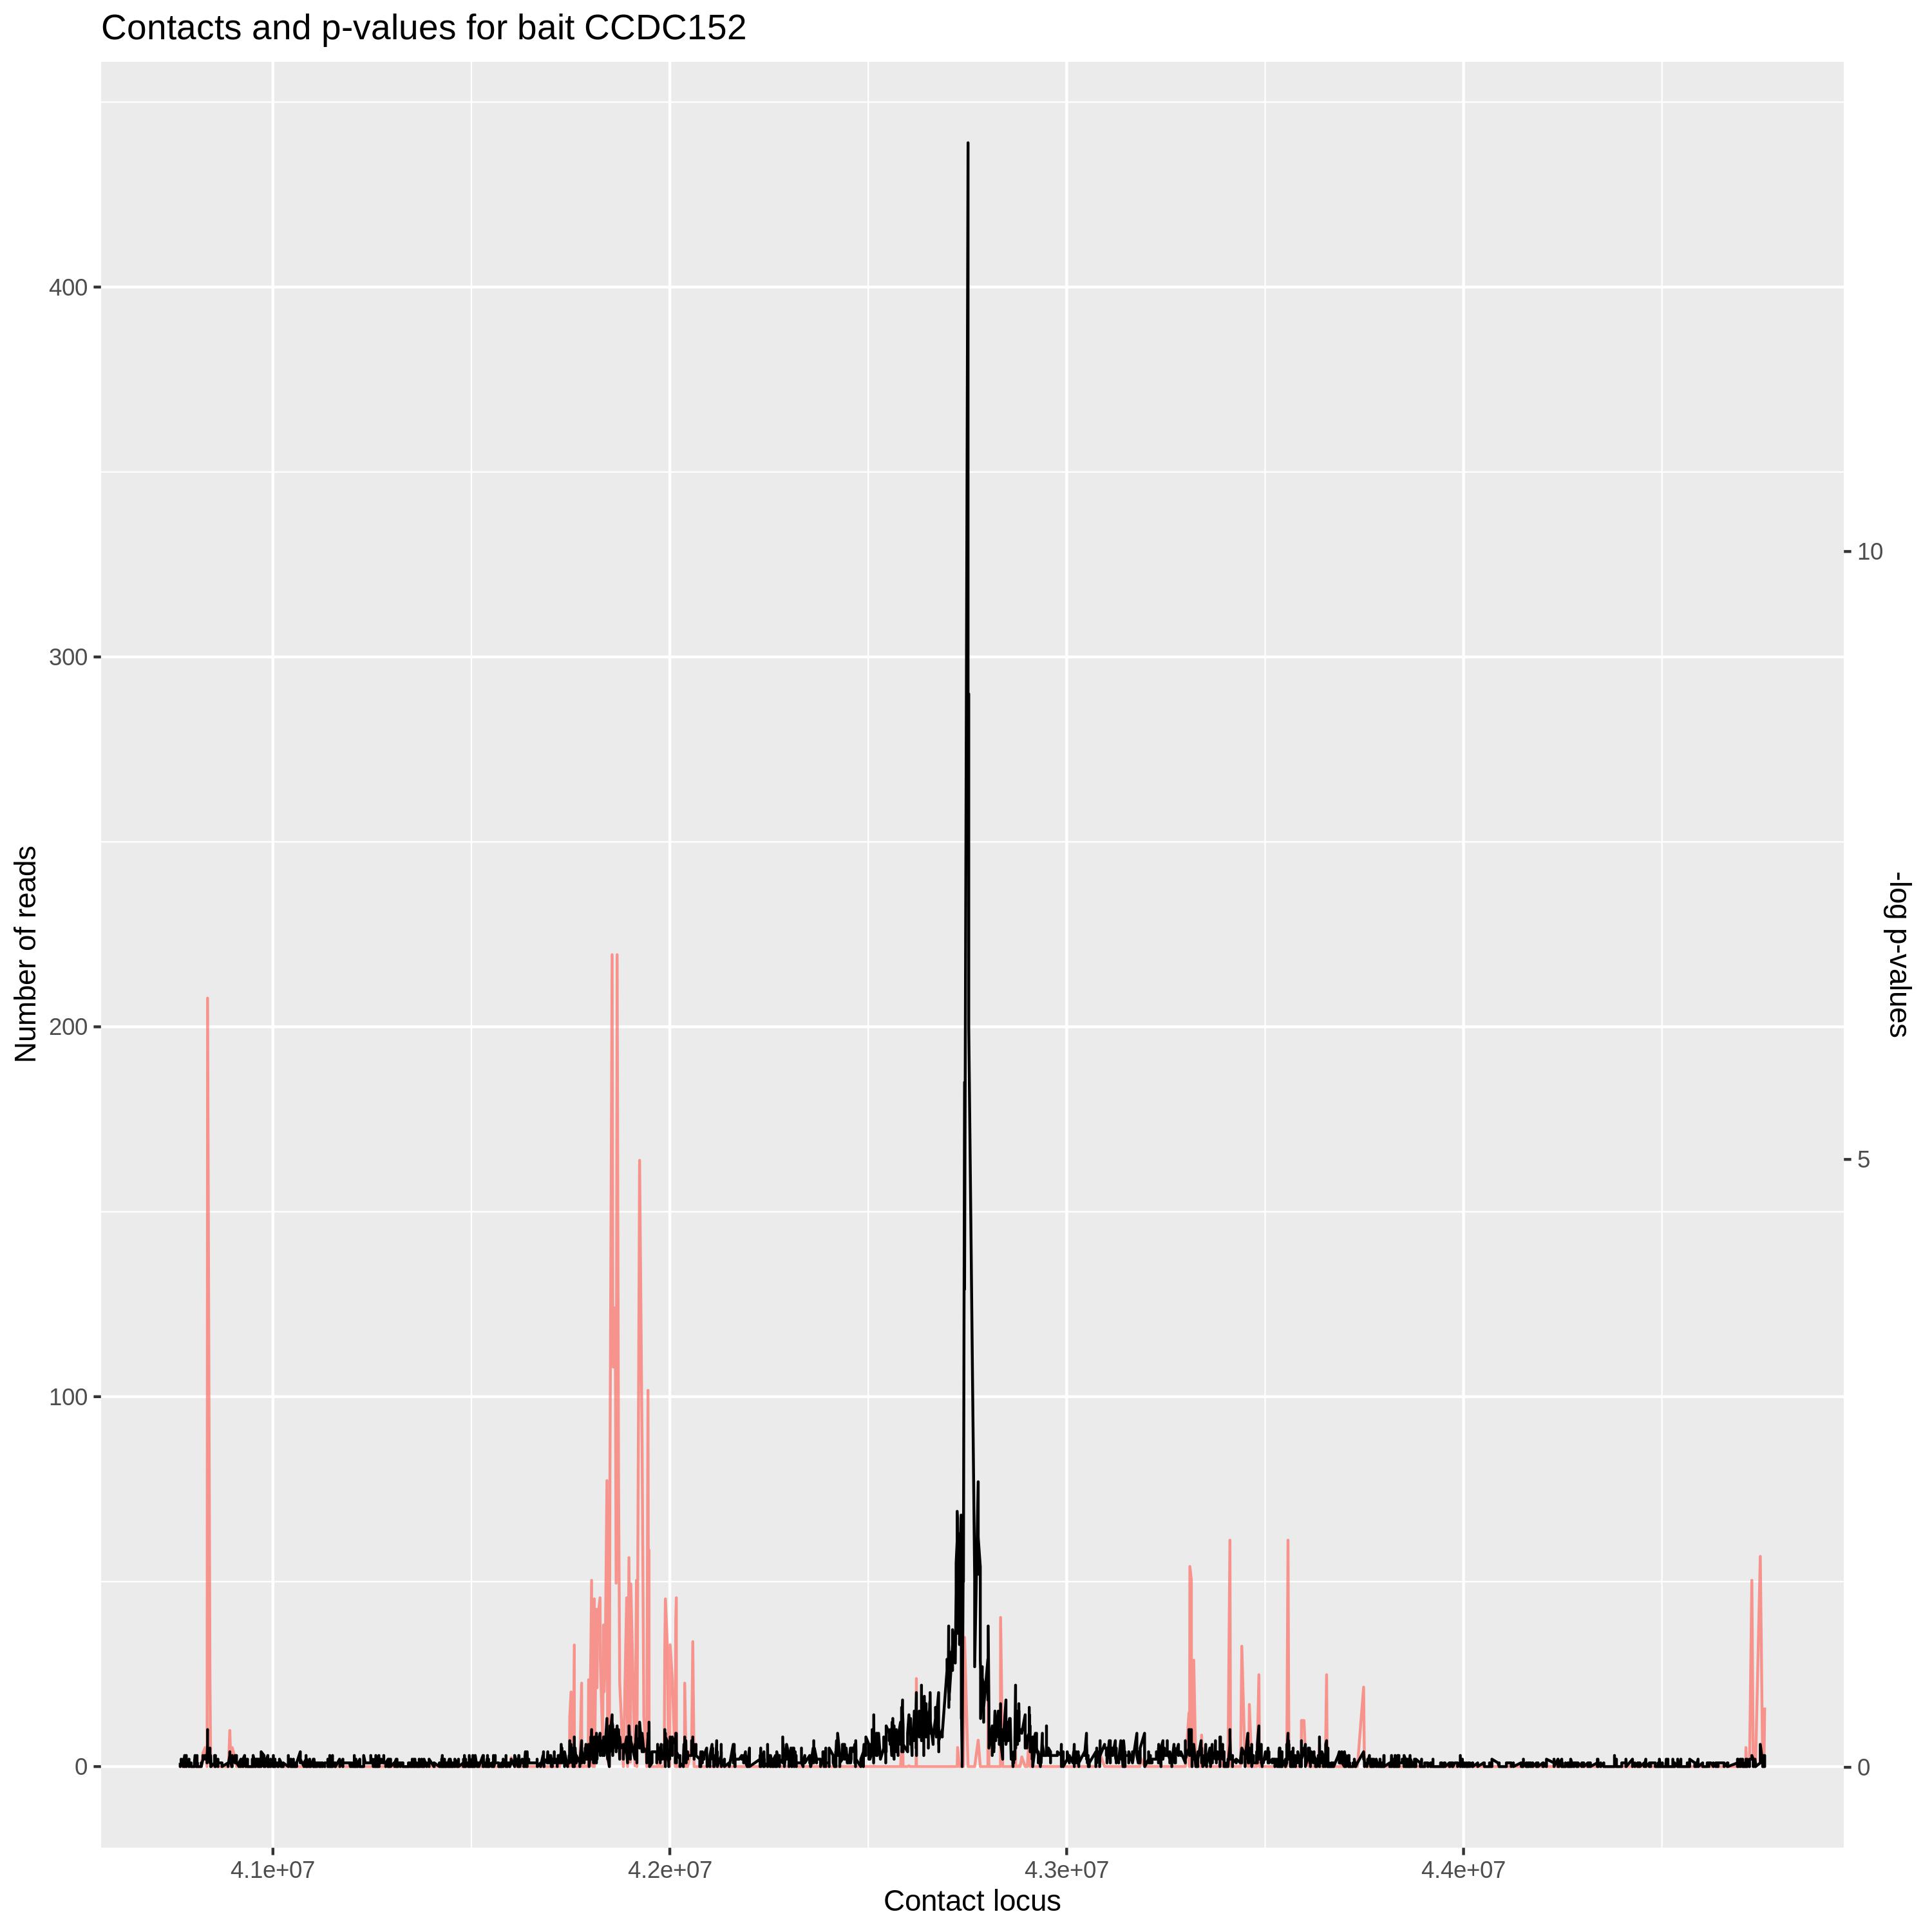 Contacts and p-values for bait CCDC152
400
300
200
100
0
10
5
0
Number of reads
-log p-values
4.1e+07 4.2e+07 4.3e+07 4.4e+07
Contact locus